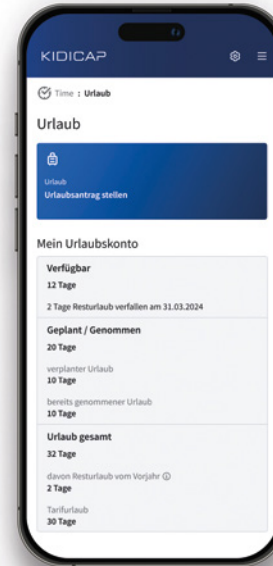 KIDICAP
Time : Urlaub
Urlaub
Urlaub
Urlaubsantrag stellen
Mein Urlaubskonto
Verfügbar
12 Tage
2 Tage Resturlaub verfallen am 31.03.2024
Geplant / Genommen
20 Tage
verplanter Urlaub
10 Tage
bereits genommener Urlaub
10 Tage
Urlaub gesamt
32 Tage
davon Resturlaub vom Vorjahr
2 Tage
Tarifurlaub
30 Tage